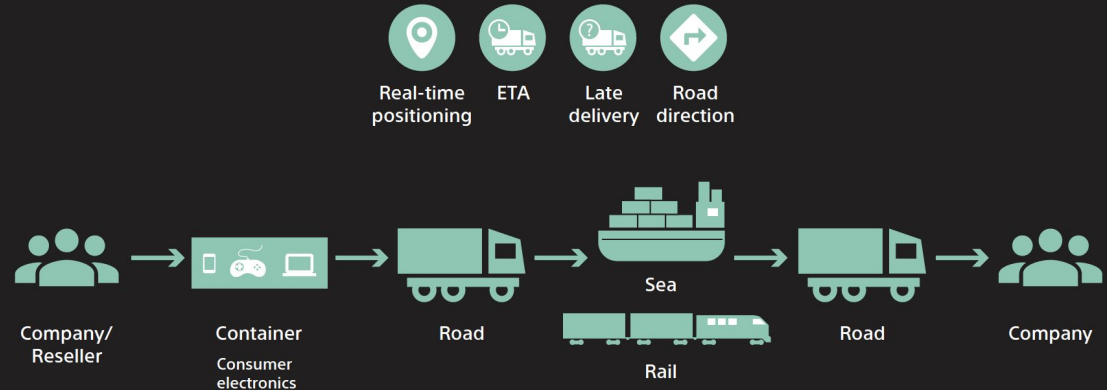 Real-time
positioning
ETA
Late
delivery
Road
direction
?
Company/
Reseller
Container
Consumer
electronics
Road
Sea
Rail
Road
Company